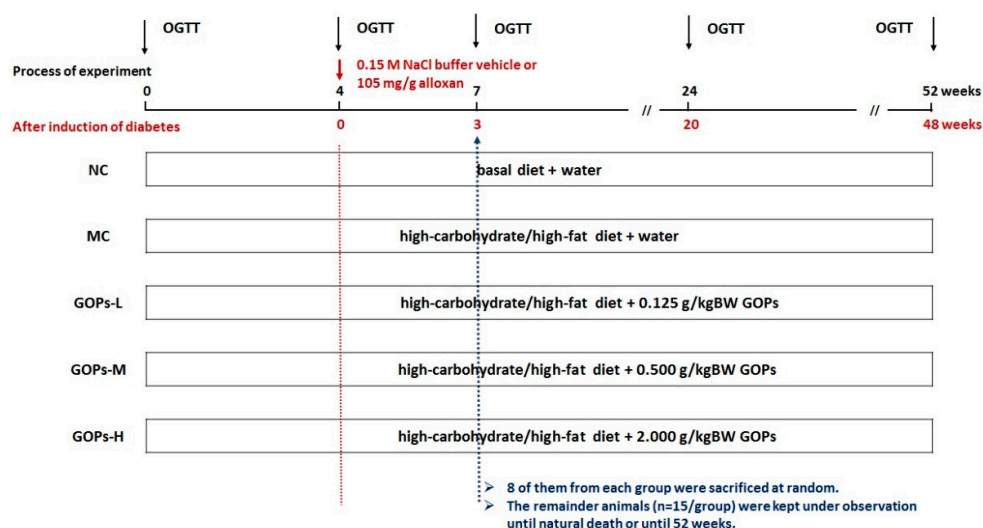 OGTT OGTT OGTT OGTT OGTT
Process of experiment
0.15 M NaCl buffer vehicle or
105 mg/g alloxan
0 4 7 24 52 weeks
// //
After induction of diabetes 0 3 20 48 weeks
NC basal diet + water
MC high-carbohydrate/high-fat diet + water
GOPs-L high-carbohydrate/high-fat diet + 0.125 g/kgBW GOPs
GOPs-M high-carbohydrate/high-fat diet + 0.500 g/kgBW GOPs
GOPs-H high-carbohydrate/high-fat diet + 2.000 g/kgBW GOPs
➢ 8 of them from each group were sacrificed at random.
➢ The remainder animals (n=15/group) were kept under observation
until natural death or until 52 weeks.